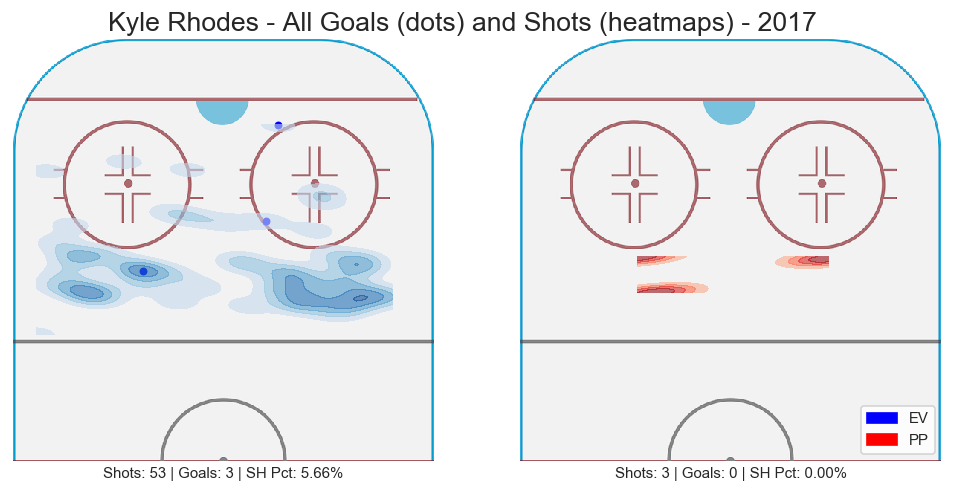 Kyle Rhodes - All Goals (dots) and Shots (heatmaps) - 2017
EV
PP
Shots: 53 | Goals: 3 | SH Pct: 5.66%
Shots: 3 | Goals: 0 | SH Pct: 0.00%